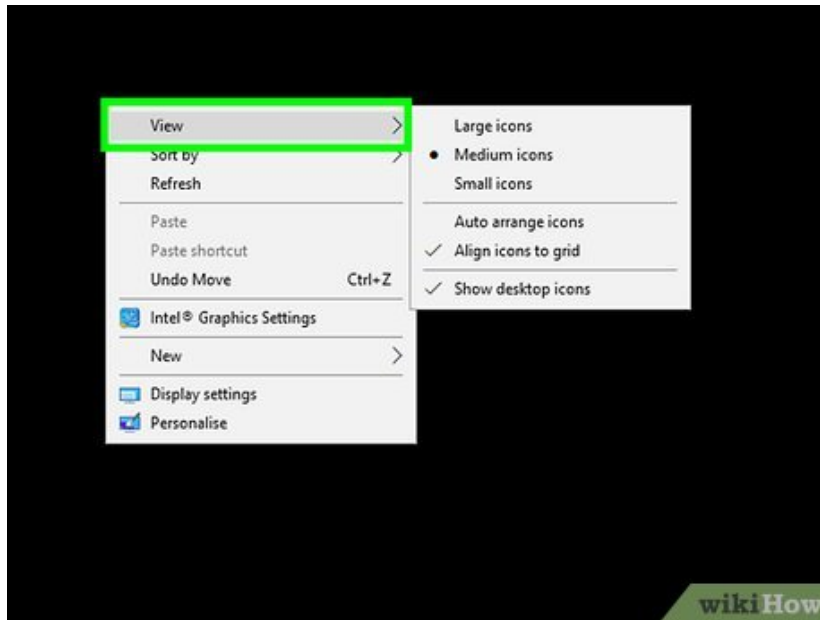 View
Sort by
Refresh
Paste
Paste shortcut
Undo Move Ctrl+Z
Intel® Graphics Settings
New
Display settings
Personalise
Large icons
Medium icons
Small icons
Auto arrange icons
Align icons to grid
Show desktop icons
wikiHow